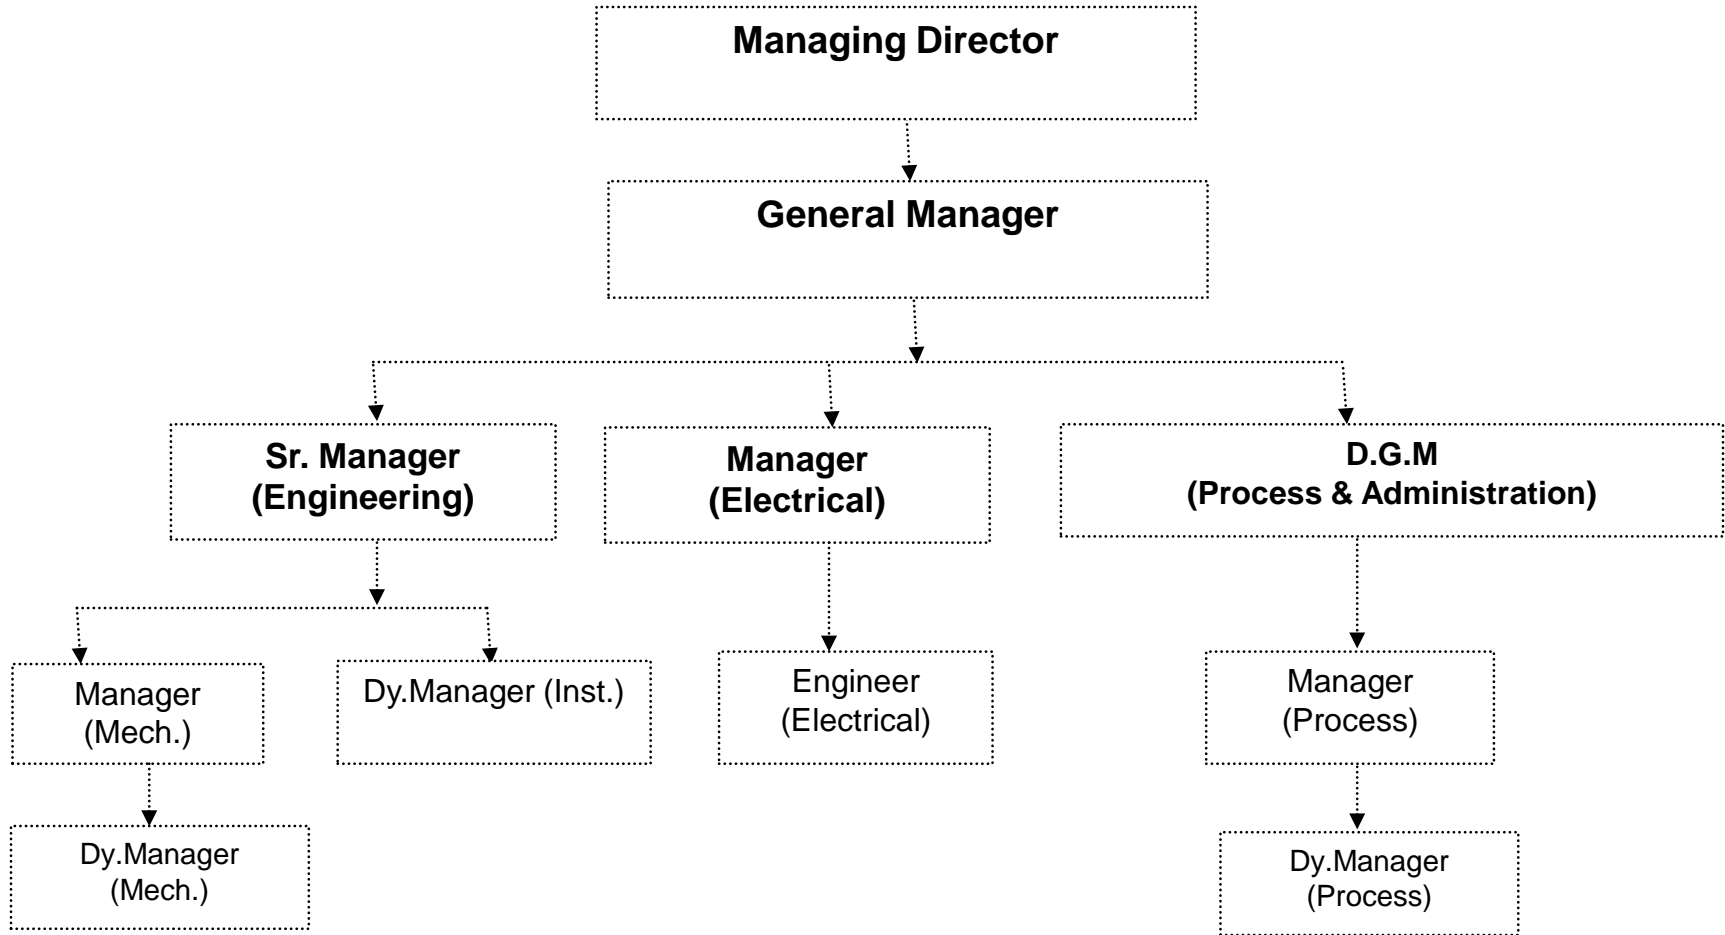 Managing Director
General Manager
Sr. Manager
(Engineering)
Manager
(Electrical)
D.G.M
(Process & Administration)
Manager
(Mech.)
Dy.Manager (Inst.)
Engineer
(Electrical)
Manager
(Process)
Dy.Manager
(Mech.)
Dy.Manager
(Process)